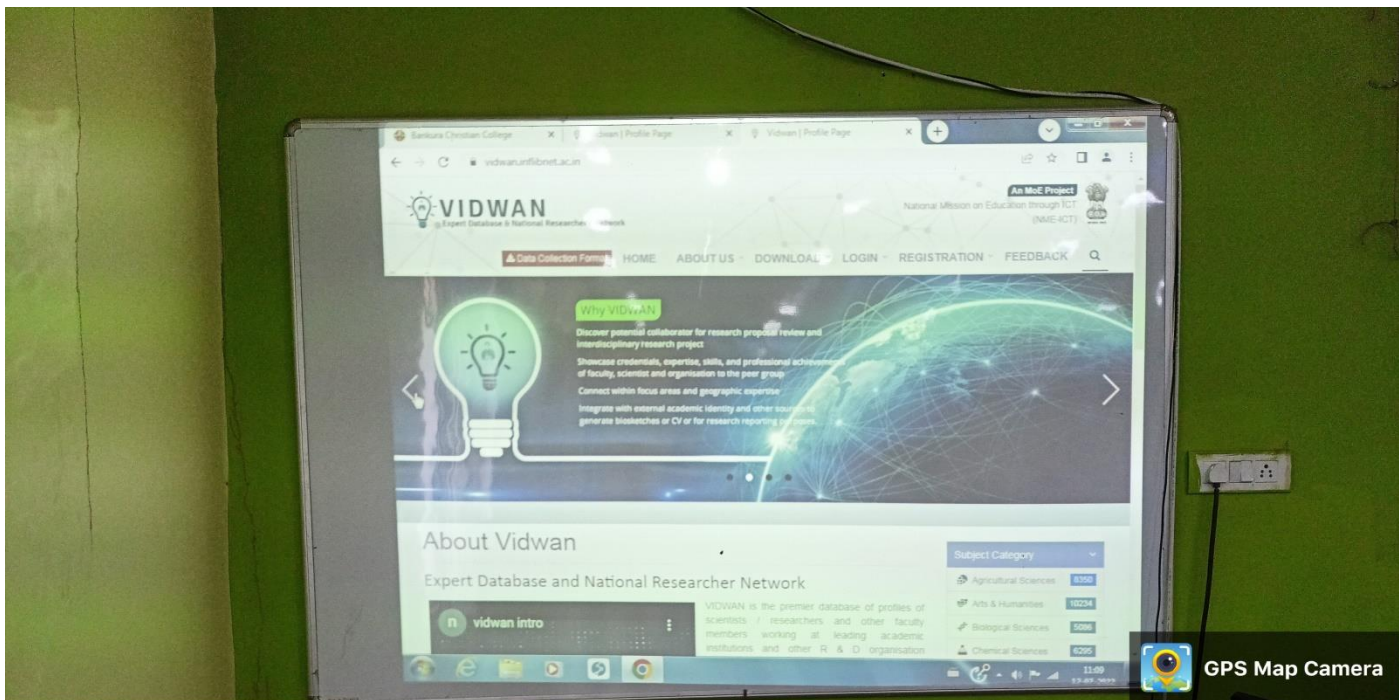 Bankura Christian College
Vidwan | Profile Page
Vidwan | Profile Page
vidwan.inflibnet.ac.in
VIDWAN
Expert Database & National Researcher Network
An MoE Project
National Mission on Education through ICT
(NME-ICT)
Data Collection Format
HOME
ABOUT US
DOWNLOAD
LOGIN
REGISTRATION
FEEDBACK
Why VIDWAN
Discover potential collaborator for research proposal review and
interdisciplinary research project
Showcase credentials, expertise, skills, and professional achievements
of faculty, scientist and organisation to the peer group
Connect within focus areas and geographic expertise
Integrate with external academic identity and other sources to
generate biosketches or CV or for research reporting purposes.
About Vidwan
Expert Database and National Researcher Network
n vidwan intro
VIDWAN is the premier database of profiles of
scientists / researchers and other faculty
members working at leading academic
institutions and other R & D organisation
Subject Category
Agricultural Sciences 8350
Arts & Humanities 10234
Biological Sciences 5086
Chemical Sciences 6295
11:09
GPS Map Camera